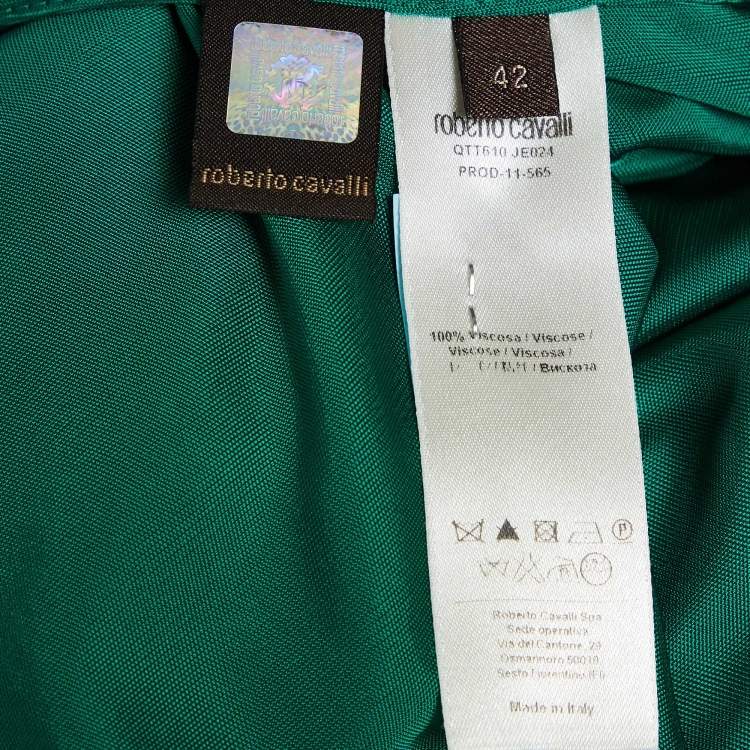 roberto cavalli
42
roberto cavalli
QTT610 JE024
PROD-11-565
100% Viscosa / Viscose /
Viscose / Viscosa /
/ Вискоза
P
Roberto Cavalli Spa
Sede operativa
Via del Cantone, 29
Osmannoro 50019
Sesto Fiorentino (FI)
Made in Italy